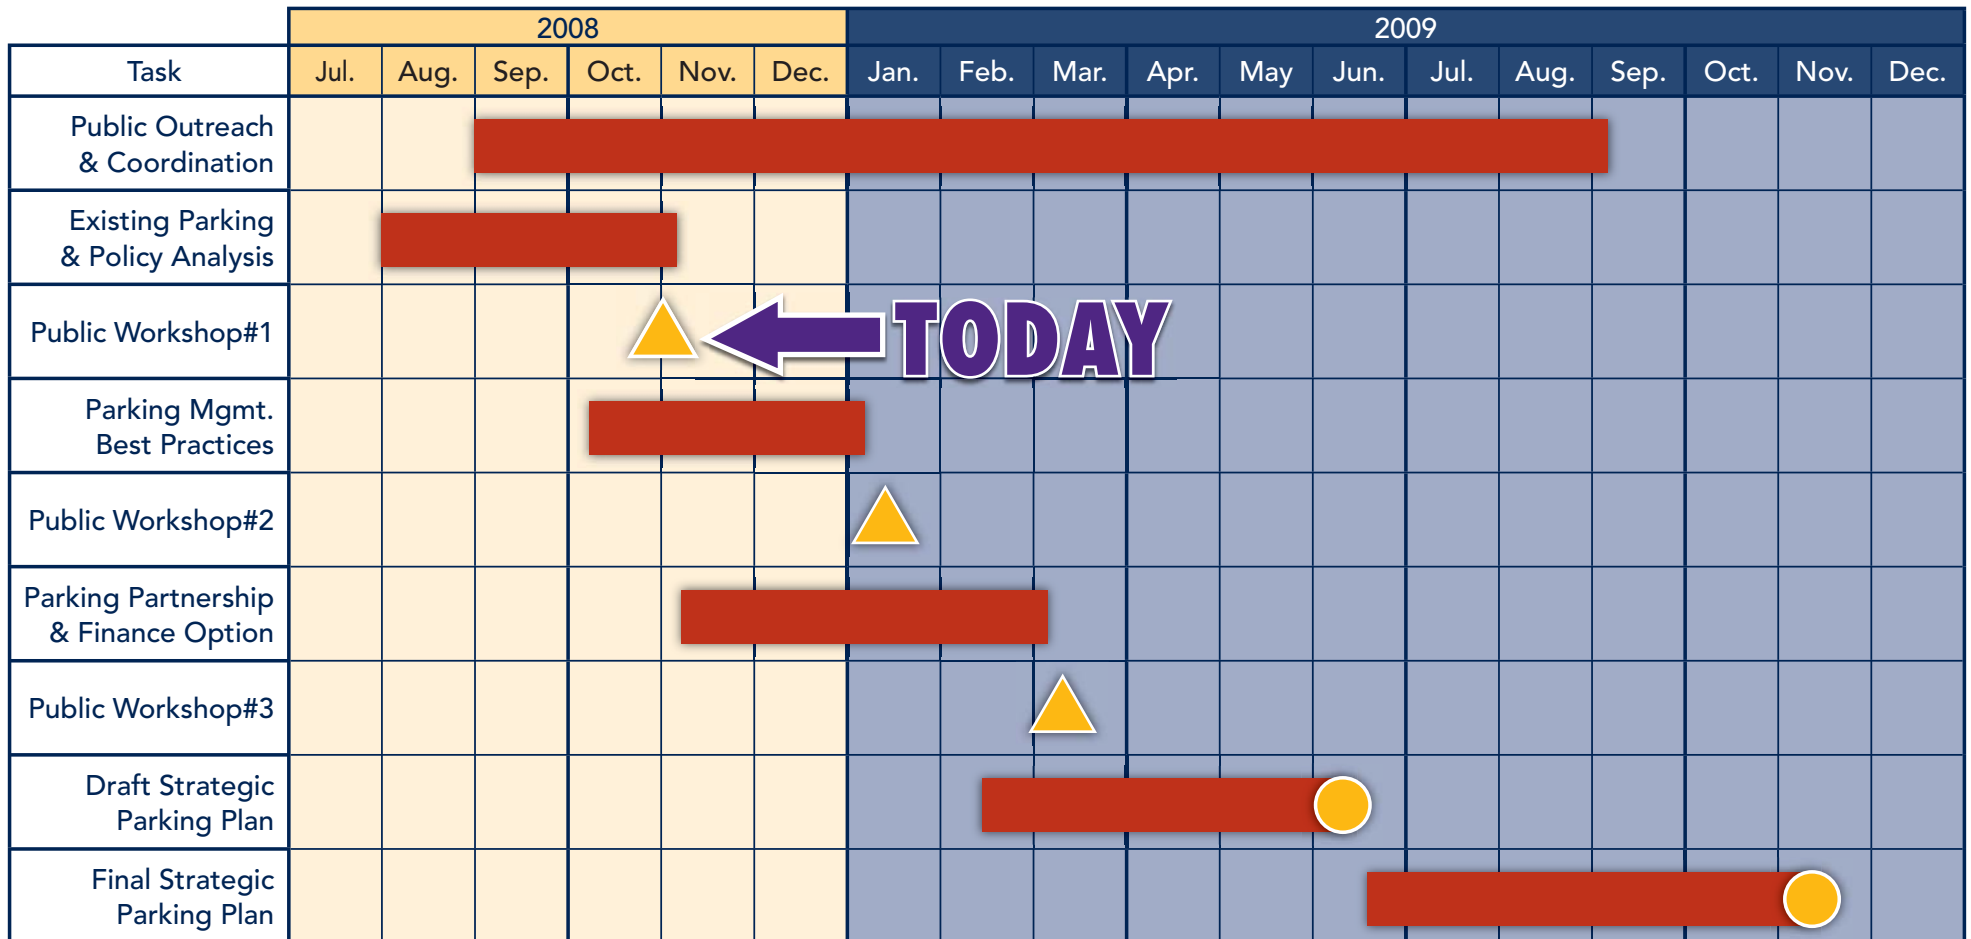 2008 2009
Task Jul. Aug. Sep. Oct. Nov. Dec. Jan. Feb. Mar. Apr. May Jun. Jul. Aug. Sep. Oct. Nov. Dec.
Public Outreach
& Coordination
Existing Parking
& Policy Analysis
Public Workshop#1 TODAY
Parking Mgmt.
Best Practices
Public Workshop#2
Parking Partnership
& Finance Option
Public Workshop#3
Draft Strategic
Parking Plan
Final Strategic
Parking Plan